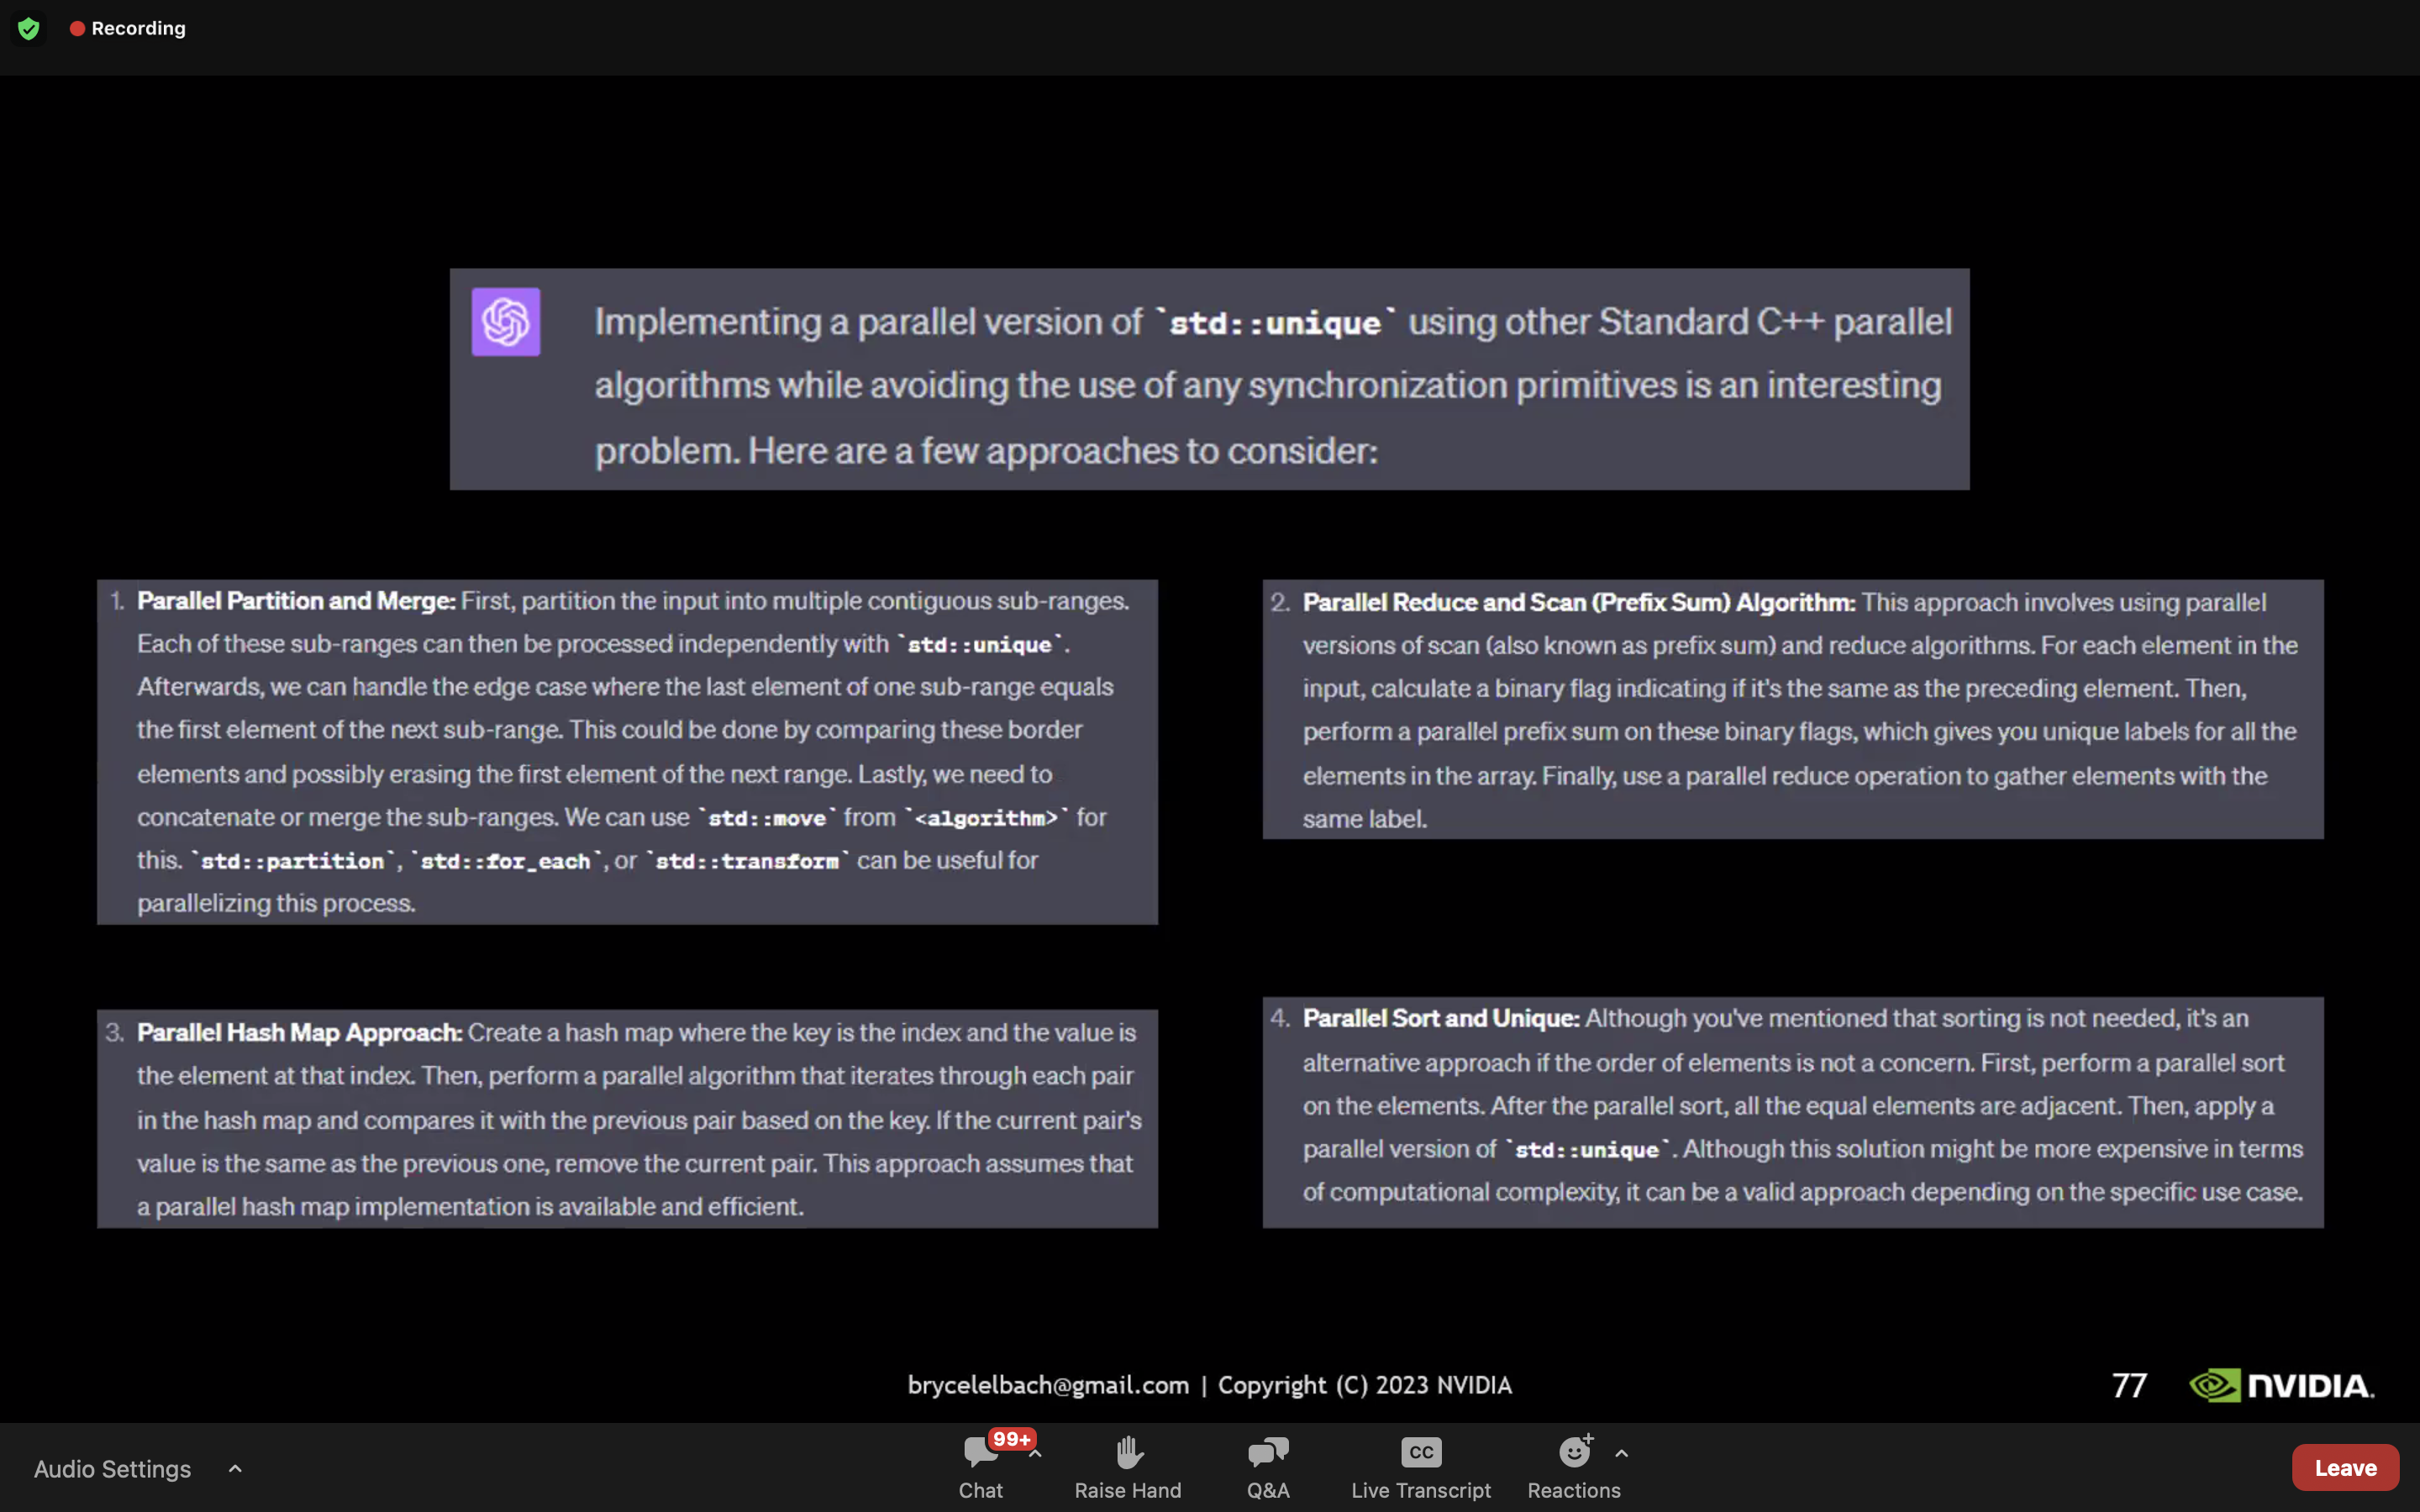 Recording
Implementing a parallel version of `std::unique` using other Standard C++ parallel
algorithms while avoiding the use of any synchronization primitives is an interesting
problem. Here are a few approaches to consider:
1. Parallel Partition and Merge: First, partition the input into multiple contiguous sub-ranges.
Each of these sub-ranges can then be processed independently with `std::unique`.
Afterwards, we can handle the edge case where the last element of one sub-range equals
the first element of the next sub-range. This could be done by comparing these border
elements and possibly erasing the first element of the next range. Lastly, we need to
concatenate or merge the sub-ranges. We can use `std::move` from `<algorithm>` for
this. `std::partition`, `std::for_each`, or `std::transform` can be useful for
parallelizing this process.
2. Parallel Reduce and Scan (Prefix Sum) Algorithm: This approach involves using parallel
versions of scan (also known as prefix sum) and reduce algorithms. For each element in the
input, calculate a binary flag indicating if it's the same as the preceding element. Then,
perform a parallel prefix sum on these binary flags, which gives you unique labels for all the
elements in the array. Finally, use a parallel reduce operation to gather elements with the
same label.
3. Parallel Hash Map Approach: Create a hash map where the key is the index and the value is
the element at that index. Then, perform a parallel algorithm that iterates through each pair
in the hash map and compares it with the previous pair based on the key. If the current pair's
value is the same as the previous one, remove the current pair. This approach assumes that
a parallel hash map implementation is available and efficient.
4. Parallel Sort and Unique: Although you've mentioned that sorting is not needed, it's an
alternative approach if the order of elements is not a concern. First, perform a parallel sort
on the elements. After the parallel sort, all the equal elements are adjacent. Then, apply a
parallel version of `std::unique`. Although this solution might be more expensive in terms
of computational complexity, it can be a valid approach depending on the specific use case.
brycelelbach@gmail.com | Copyright (C) 2023 NVIDIA
77
NVIDIA.
Audio Settings
99+
Chat
Raise Hand
Q&A
CC
Live Transcript
Reactions
Leave